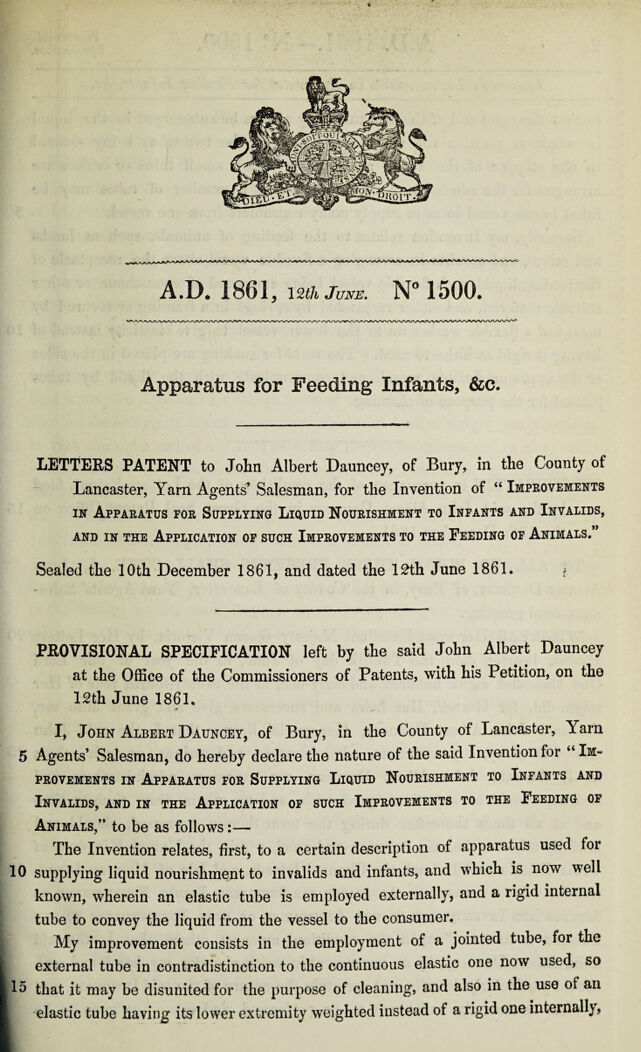 DIEU·ET MON·DROIT.
A.D. 1861, 12th JUNE. N° 1500.
Apparatus for Feeding Infants, &c.
LETTERS PATENT to John Albert Dauncey, of Bury, in the County of
Lancaster, Yarn Agents' Salesman, for the Invention of “ IMPROVEMENTS
IN APPARATUS FOR SUPPLYING LIQUID NOURISHMENT TO INFANTS AND INVALIDS,
AND IN THE APPLICATION OF SUCH IMPROVEMENTS TO THE FEEDING OF ANIMALS.”
Sealed the 10th December 1861, and dated the 12th June 1861.
PROVISIONAL SPECIFICATION left by the said John Albert Dauncey
at the Office of the Commissioners of Patents, with his Petition, on the
12th June 1861.
I, JOHN ALBERT DAUNCEY, of Bury, in the County of Lancaster, Yarn
5 Agents' Salesman, do hereby declare the nature of the said Invention for “ IM-
PROVEMENTS IN APPARATUS FOR SUPPLYING LIQUID NOURISHMENT TO INFANTS AND
INVALIDS, AND IN THE APPLICATION OF SUCH IMPROVEMENTS TO THE FEEDING OF
ANIMALS,” to be as follows :—
The Invention relates, first, to a certain description of apparatus used for
10 supplying liquid nourishment to invalids and infants, and which is now well
known, wherein an elastic tube is employed externally, and a rigid internal
tube to convey the liquid from the vessel to the consumer.
My improvement consists in the employment of a jointed tube, for the
external tube in contradistinction to the continuous elastic one now used, so
15 that it may be disunited for the purpose of cleaning, and also in the use of an
elastic tube having its lower extremity weighted instead of a rigid one internally,